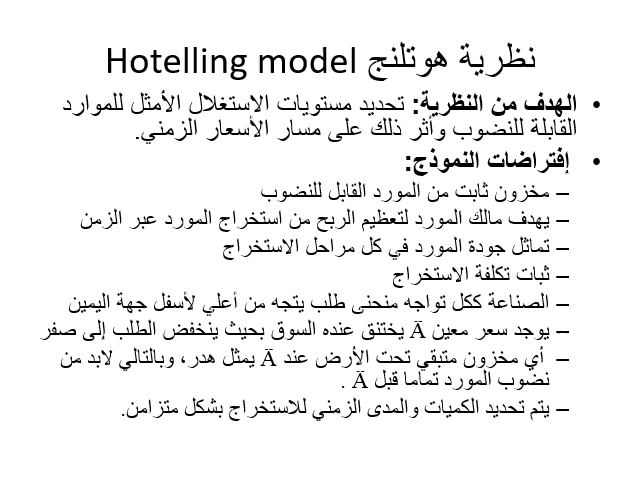 نظرية هوتلنج Hotelling model
• الهدف من النظرية: تحديد مستويات الاستغلال الأمثل للموارد
القابلة للنضوب وأثر ذلك على مسار الأسعار الزمني.
• إفتراضات النموذج:
– مخزون ثابت من المورد القابل للنضوب
– يهدف مالك المورد لتعظيم الربح من استخراج المورد عبر الزمن
– تماثل جودة المورد في كل مراحل الاستخراج
– ثبات تكلفة الاستخراج
– الصناعة ككل تواجه منحنى طلب يتجه من أعلي لأسفل جهة اليمين
– يوجد سعر معين Ā يختنق عنده السوق بحيث ينخفض الطلب إلى صفر
– أي مخزون متبقي تحت الأرض عند Ā يمثل هدر، وبالتالي لابد من
نضوب المورد تماما قبل Ā .
– يتم تحديد الكميات والمدى الزمني للاستخراج بشكل متزامن.